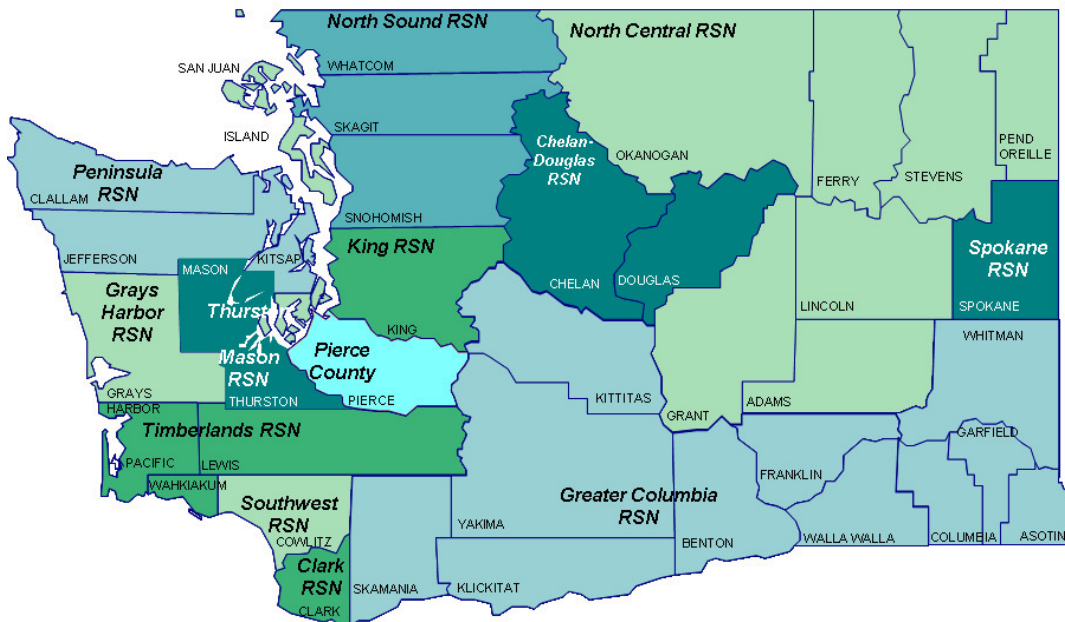 North Sound RSN
North Central RSN
SAN JUAN
WHATCOM
ISLAND
SKAGIT
Chelan-
Douglas
RSN
OKANOGAN
PEND
OREILLE
FERRY
STEVENS
Peninsula
RSN
CLALLAM
SNOHOMISH
King RSN
Spokane
RSN
JEFFERSON
KITSAP
MASON
CHELAN
DOUGLAS
LINCOLN
SPOKANE
Grays
Harbor
RSN
Thurston
KING
WHITMAN
Mason
RSN
Pierce
County
GRAYS
HARBOR
THURSTON
PIERCE
KITTITAS
GRANT
ADAMS
Timberlands RSN
GARFIELD
PACIFIC
LEWIS
FRANKLIN
WAHKIAKUM
Southwest
RSN
COWLITZ
Greater Columbia
RSN
YAKIMA
BENTON
WALLA WALLA
COLUMBIA
ASOTIN
Clark
RSN
CLARK
SKAMANIA
KLICKITAT